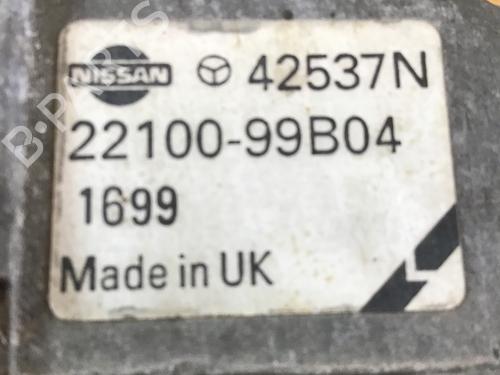 NISSAN 42537N
22100-99B04
1699
Made in UK
B-PARTS